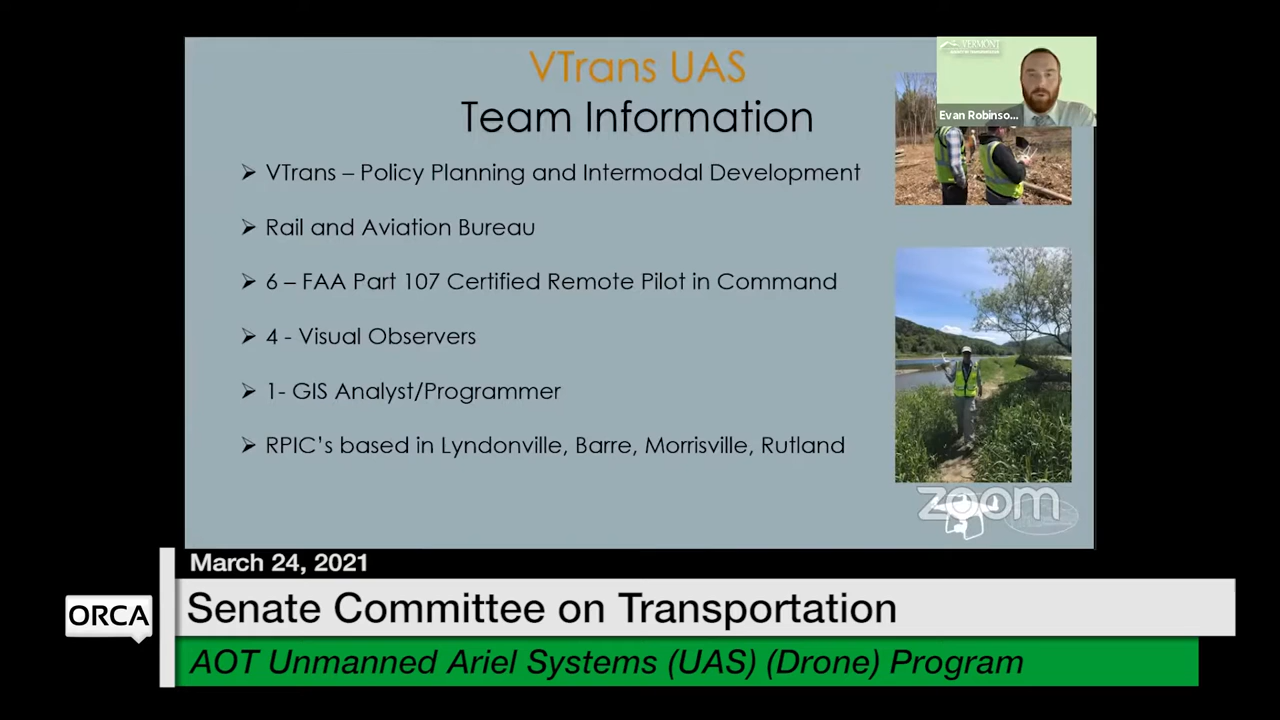 VTrans UAS
Team Information
VERMONT
Evan Robinso...
➢ VTrans – Policy Planning and Intermodal Development
➢ Rail and Aviation Bureau
➢ 6 – FAA Part 107 Certified Remote Pilot in Command
➢ 4 - Visual Observers
➢ 1- GIS Analyst/Programmer
➢ RPIC's based in Lyndonville, Barre, Morrisville, Rutland
zoom
March 24, 2021
ORCA
Senate Committee on Transportation
AOT Unmanned Ariel Systems (UAS) (Drone) Program